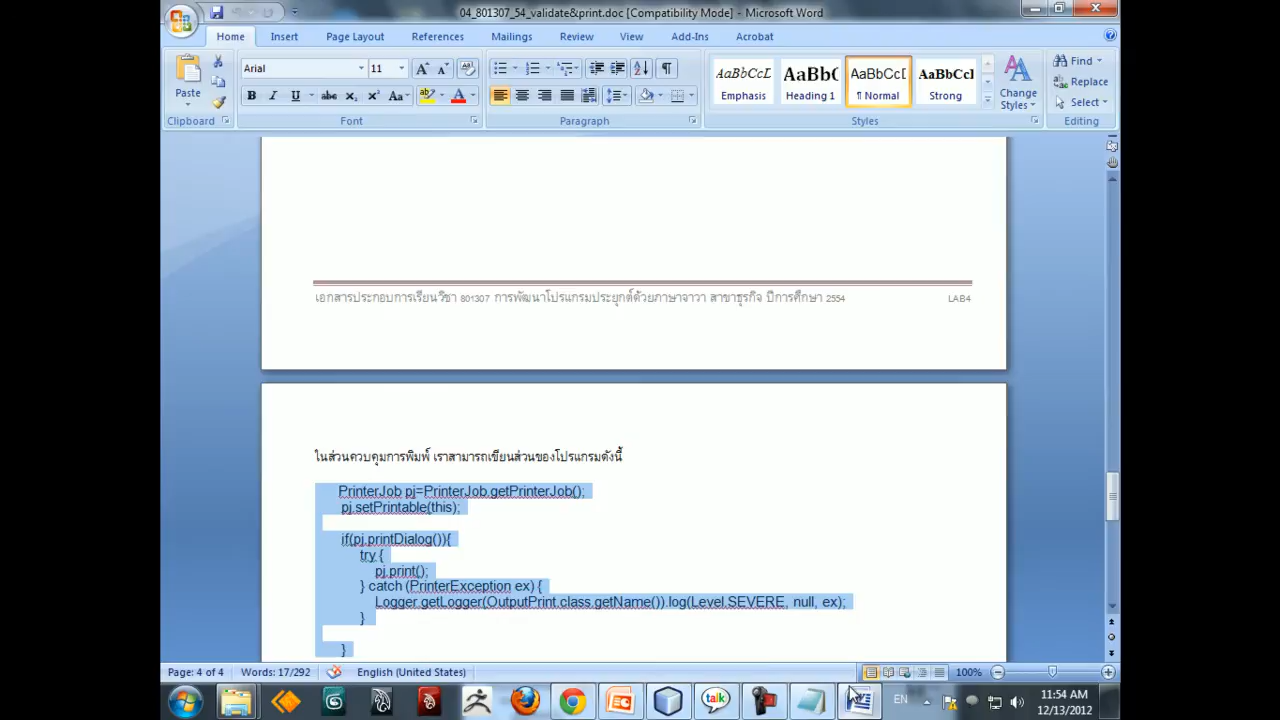 04_801307_54_validate&print.doc [Compatibility Mode] - Microsoft Word
Home Insert Page Layout References Mailings Review View Add-Ins Acrobat
Paste
Clipboard
Arial 11
Font
Paragraph
AaBbCcL AaBbC AaBbCcD AaBbCcl
Emphasis Heading 1 ¶ Normal Strong
Change Styles
Styles
Find
Replace
Select
Editing
เอกสารประกอบการเรียนวิชา 801307 การพัฒนาโปรแกรมประยุกต์ด้วยภาษาจาวา สาขาธุรกิจ ปีการศึกษา 2554 LAB4
ในส่วนควบคุมการพิมพ์ เราสามารถเขียนส่วนของโปรแกรมดังนี้
PrinterJob pj=PrinterJob.getPrinterJob();
pj.setPrintable(this);
if(pj.printDialog()){
try {
pj.print();
} catch (PrinterException ex) {
Logger.getLogger(OutputPrint.class.getName()).log(Level.SEVERE, null, ex);
}
}
Page: 4 of 4 Words: 17/292 English (United States) 100%
talk
EN
11:54 AM
12/13/2012